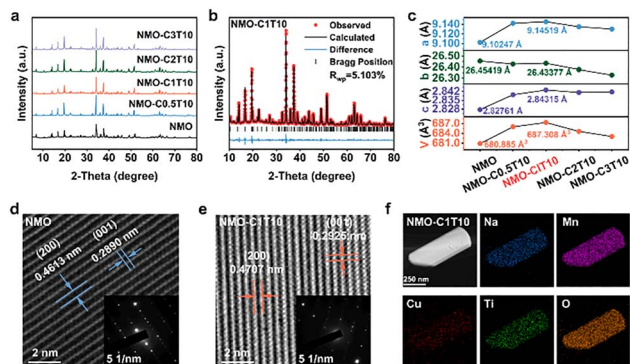 a
NMO-C3T10
NMO-C2T10
NMO-C1T10
NMO-C0.5T10
NMO
Intensity (a.u.)
5 10 20 30 40 50 60 70 80
2-Theta (degree)
b
NMO-C1T10
Observed
Calculated
Difference
Bragg Position
Rwp=5.103%
Intensity (a.u.)
10 20 30 40 50 60 70 80
2-Theta (degree)
c
a (Å)
9.140
9.120
9.100
9.10247 Å
9.14519 Å
b (Å)
26.50
26.40
26.30
26.45419 Å
26.43377 Å
c (Å)
2.842
2.835
2.828
2.82761 Å
2.84315 Å
V (Å³)
687.0
684.0
681.0
680.885 Å³
687.308 Å³
NMO
NMO-C0.5T10
NMO-C1T10
NMO-C2T10
NMO-C3T10
d
NMO
(200)
0.4613 nm
(001)
0.2890 nm
2 nm
5 1/nm
e
NMO-C1T10
(001)
0.2925 nm
(200)
0.4707 nm
2 nm
5 1/nm
f
NMO-C1T10
250 nm
Na
Mn
Cu
Ti
O